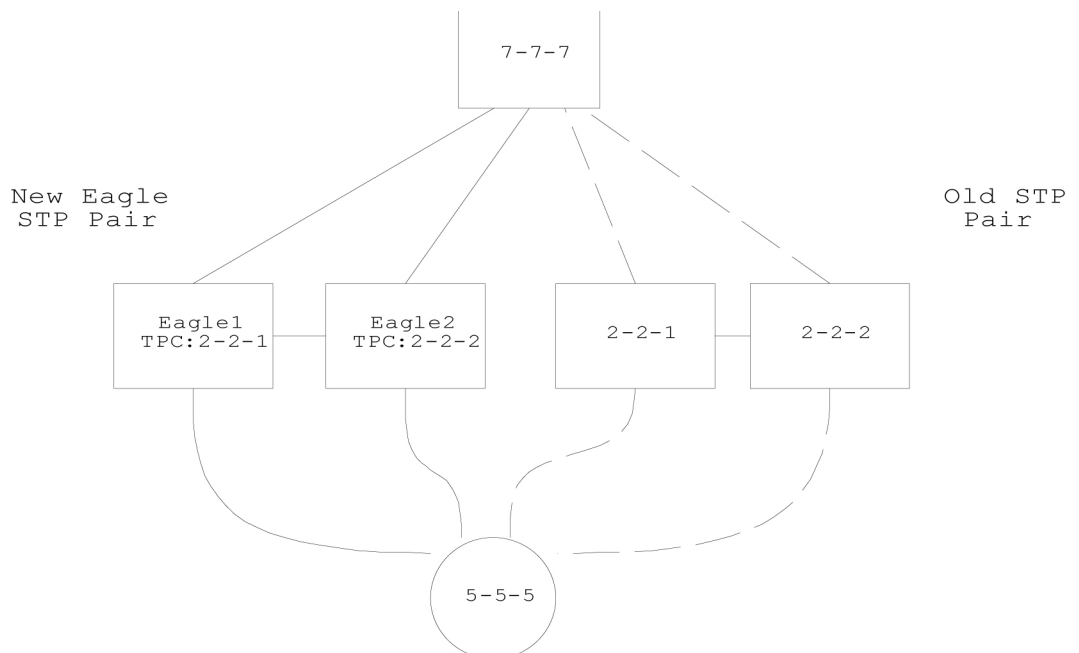 7-7-7
New Eagle
STP Pair
Old STP
Pair
Eagle1
TPC:2-2-1
Eagle2
TPC:2-2-2
2-2-1
2-2-2
5-5-5